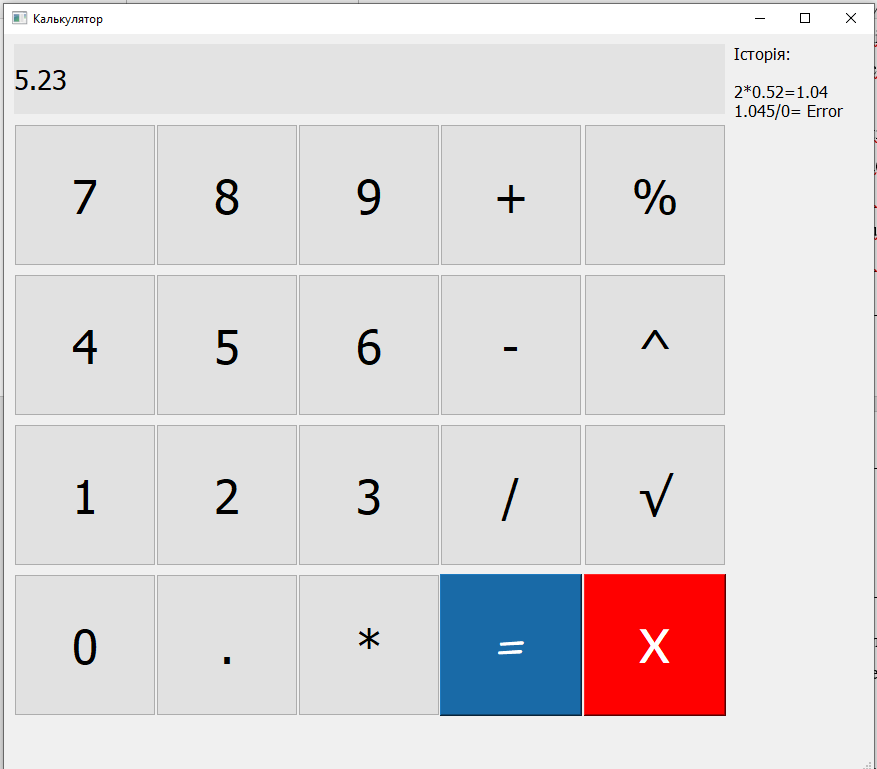 Калькулятор
5.23
Історія:
2*0.52=1.04
1.045/0= Error
7 8 9 + %
4 5 6 - ^
1 2 3 / √
0 . * = X